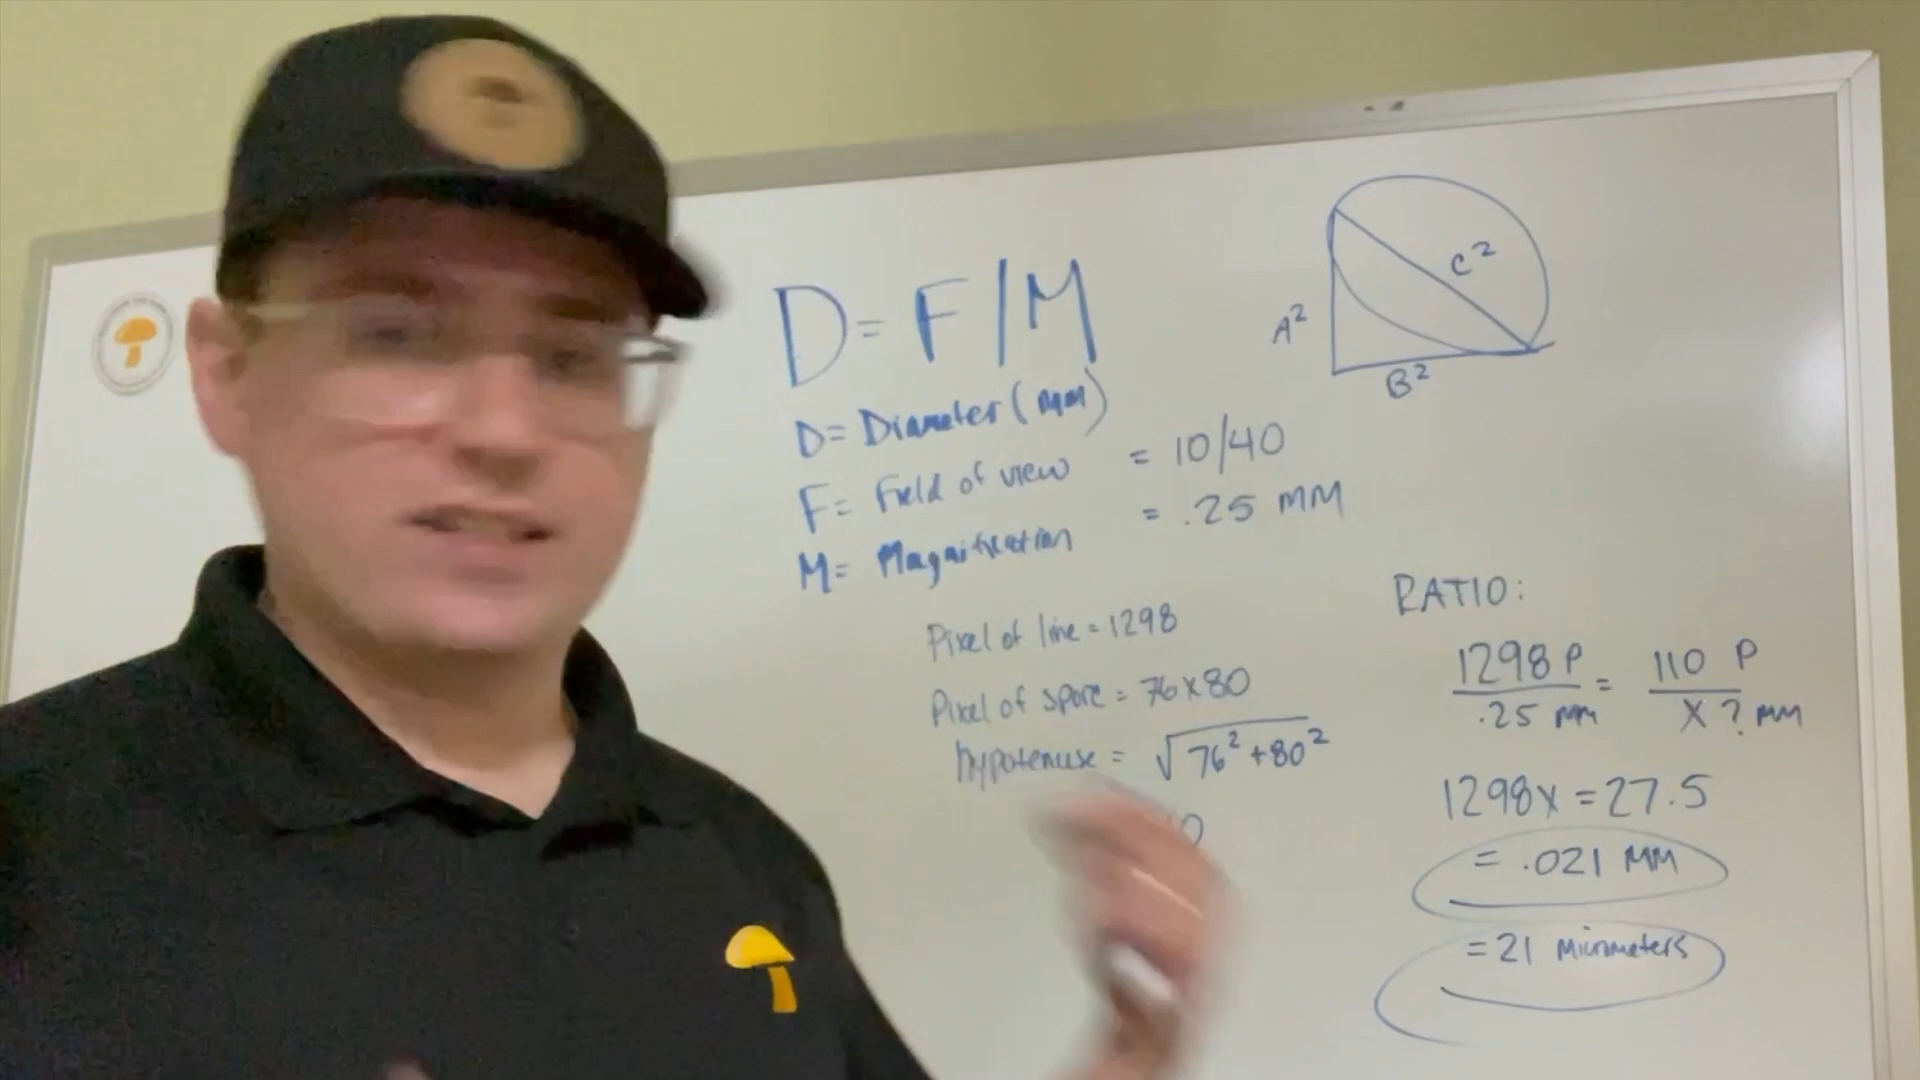 D = F/M
D = Diameter (mm)
F = Field of view
M = Magnification
= 10/40
= .25 MM
A²
B²
C²
Pixel of line = 1298
Pixel of spore = 76x80
hypotenuse = √76²+80²
0
RATIO:
1298 P / .25 mm = 110 P / X ? mm
1298x = 27.5
= .021 MM
= 21 Micrometers